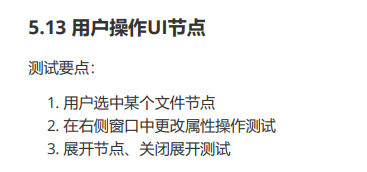 5.13 用户操作UI节点
测试要点：
1. 用户选中某个文件节点
2. 在右侧窗口中更改属性操作测试
3. 展开节点、关闭展开测试